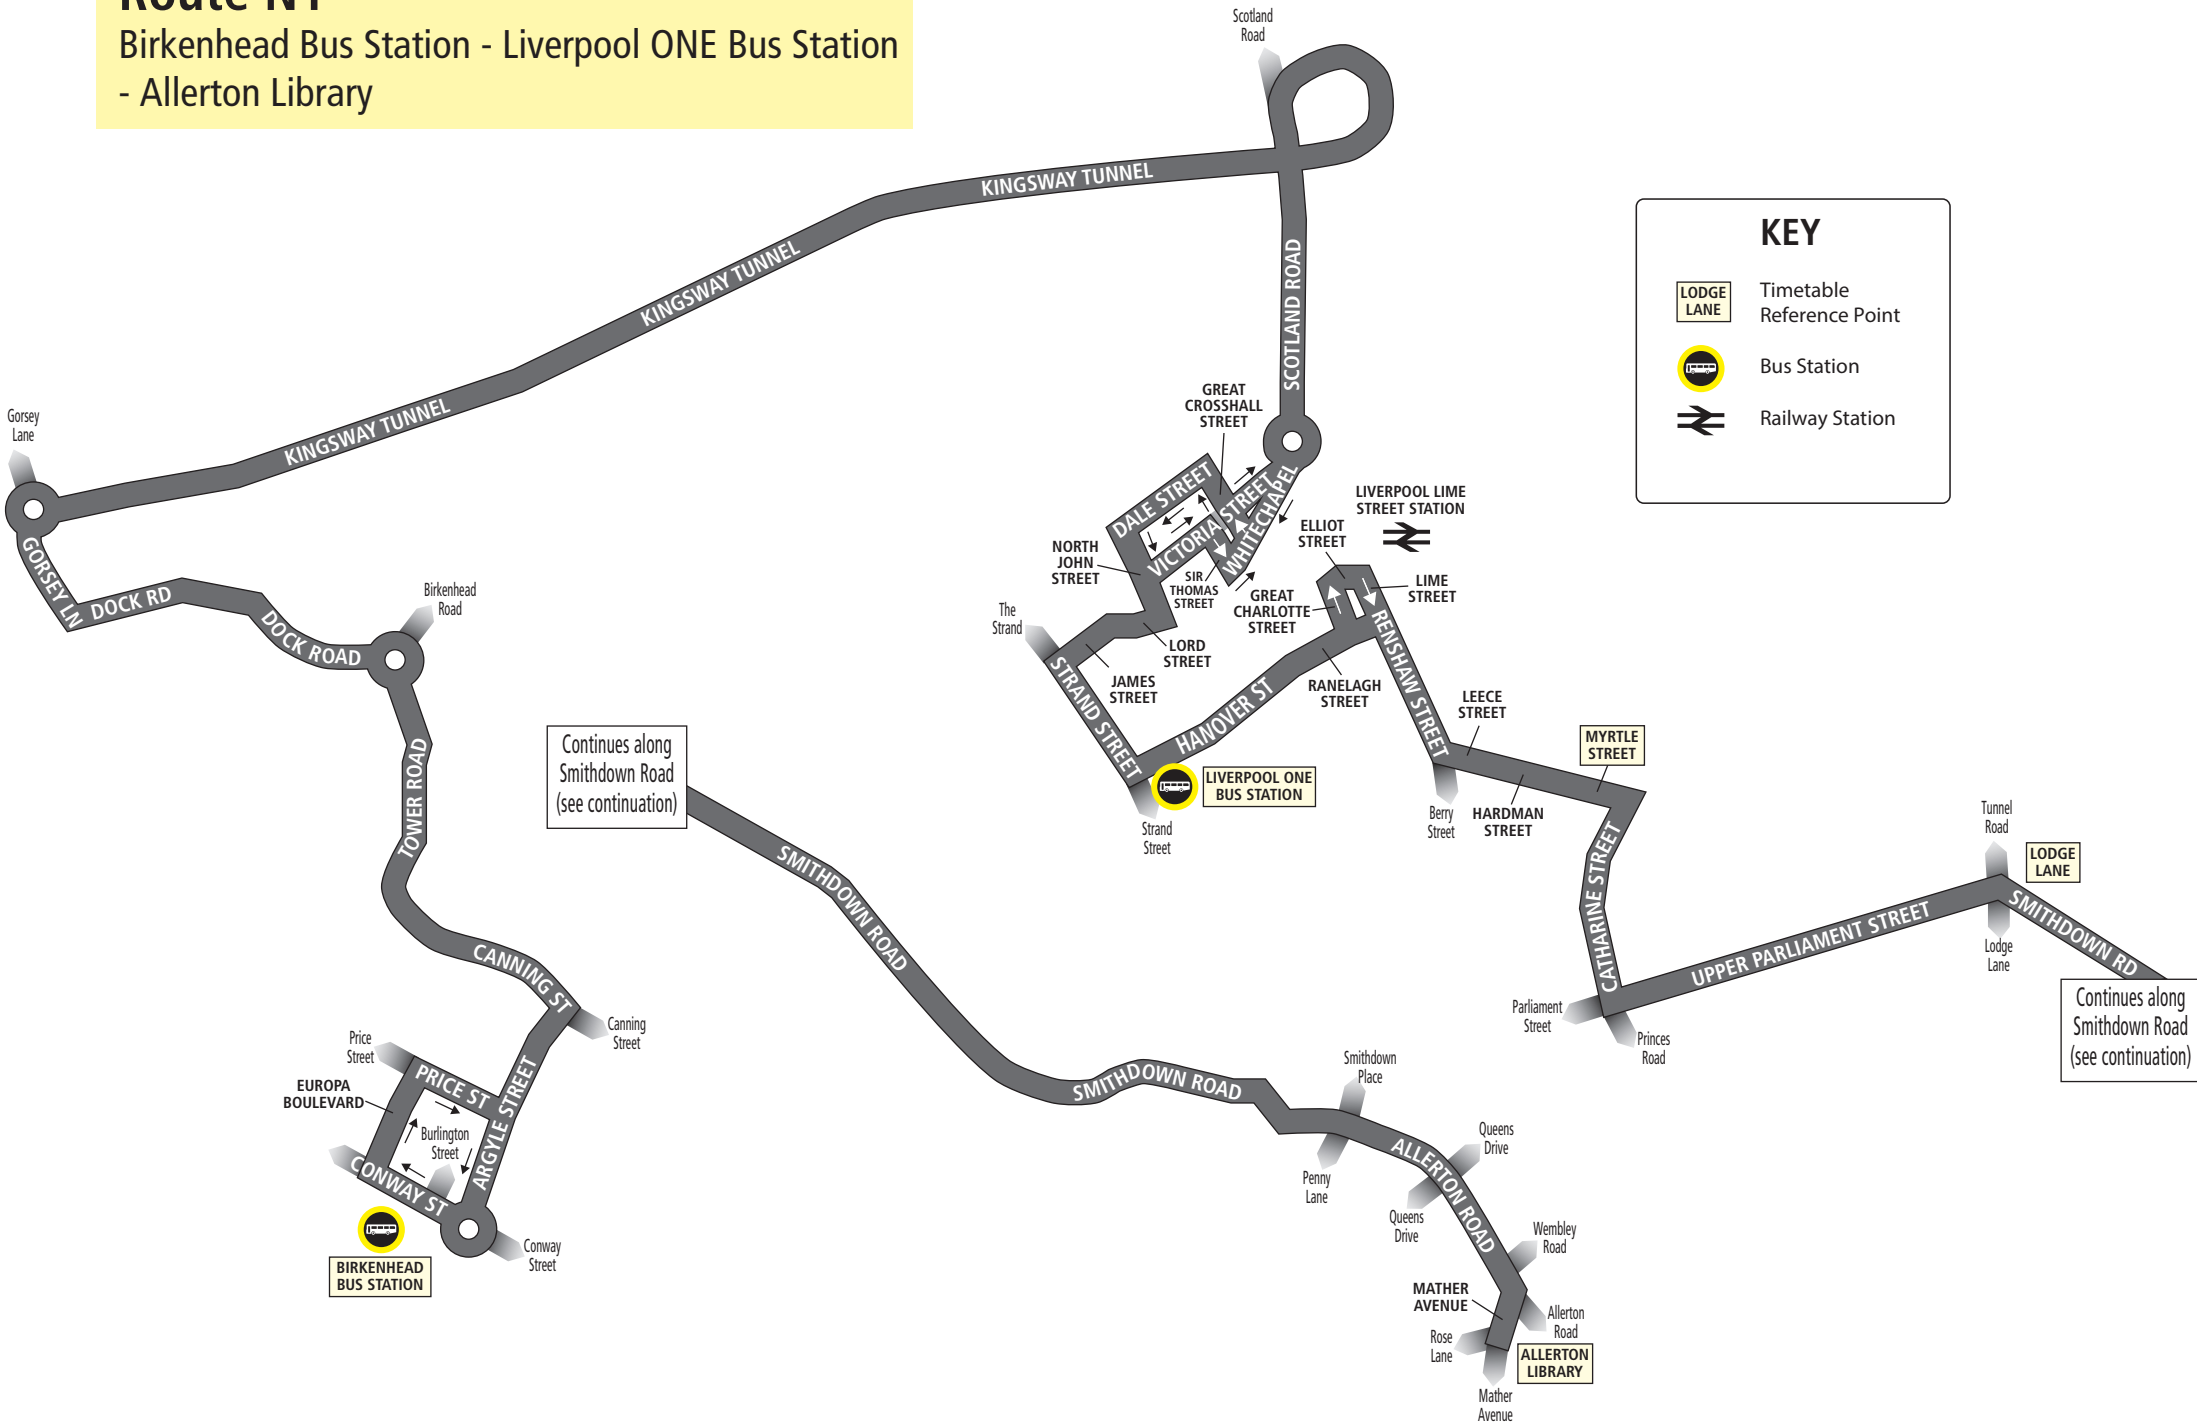 Route N1
Birkenhead Bus Station - Liverpool ONE Bus Station
- Allerton Library
Scotland
Road
KINGSWAY TUNNEL
KINGSWAY TUNNEL
KINGSWAY TUNNEL
SCOTLAND ROAD
KEY
LODGE
LANE
Timetable
Reference Point
Bus Station
Railway Station
Gorsey
Lane
GORSEY LN
DOCK RD
DOCK ROAD
Birkenhead
Road
TOWER ROAD
CANNING ST
Canning
Street
ARGYLE STREET
Price
Street
PRICE ST
EUROPA
BOULEVARD
Burlington
Street
CONWAY ST
Conway
Street
BIRKENHEAD
BUS STATION
GREAT
CROSSHALL
STREET
DALE STREET
VICTORIA STREET
WHITECHAPEL
NORTH
JOHN
STREET
SIR
THOMAS
STREET
LORD
STREET
JAMES
STREET
The
Strand
STRAND STREET
Strand
Street
LIVERPOOL ONE
BUS STATION
HANOVER ST
RANELAGH
STREET
GREAT
CHARLOTTE
STREET
ELLIOT
STREET
LIVERPOOL LIME
STREET STATION
LIME
STREET
RENSHAW STREET
Berry
Street
LEECE
STREET
HARDMAN
STREET
MYRTLE
STREET
CATHARINE STREET
Parliament
Street
Princes
Road
UPPER PARLIAMENT STREET
Tunnel
Road
LODGE
LANE
Lodge
Lane
SMITHDOWN RD
Continues along
Smithdown Road
(see continuation)
Continues along
Smithdown Road
(see continuation)
SMITHDOWN ROAD
SMITHDOWN ROAD
Smithdown
Place
Penny
Lane
ALLERTON ROAD
Queens
Drive
Queens
Drive
Wembley
Road
MATHER
AVENUE
Allerton
Road
Rose
Lane
ALLERTON
LIBRARY
Mather
Avenue